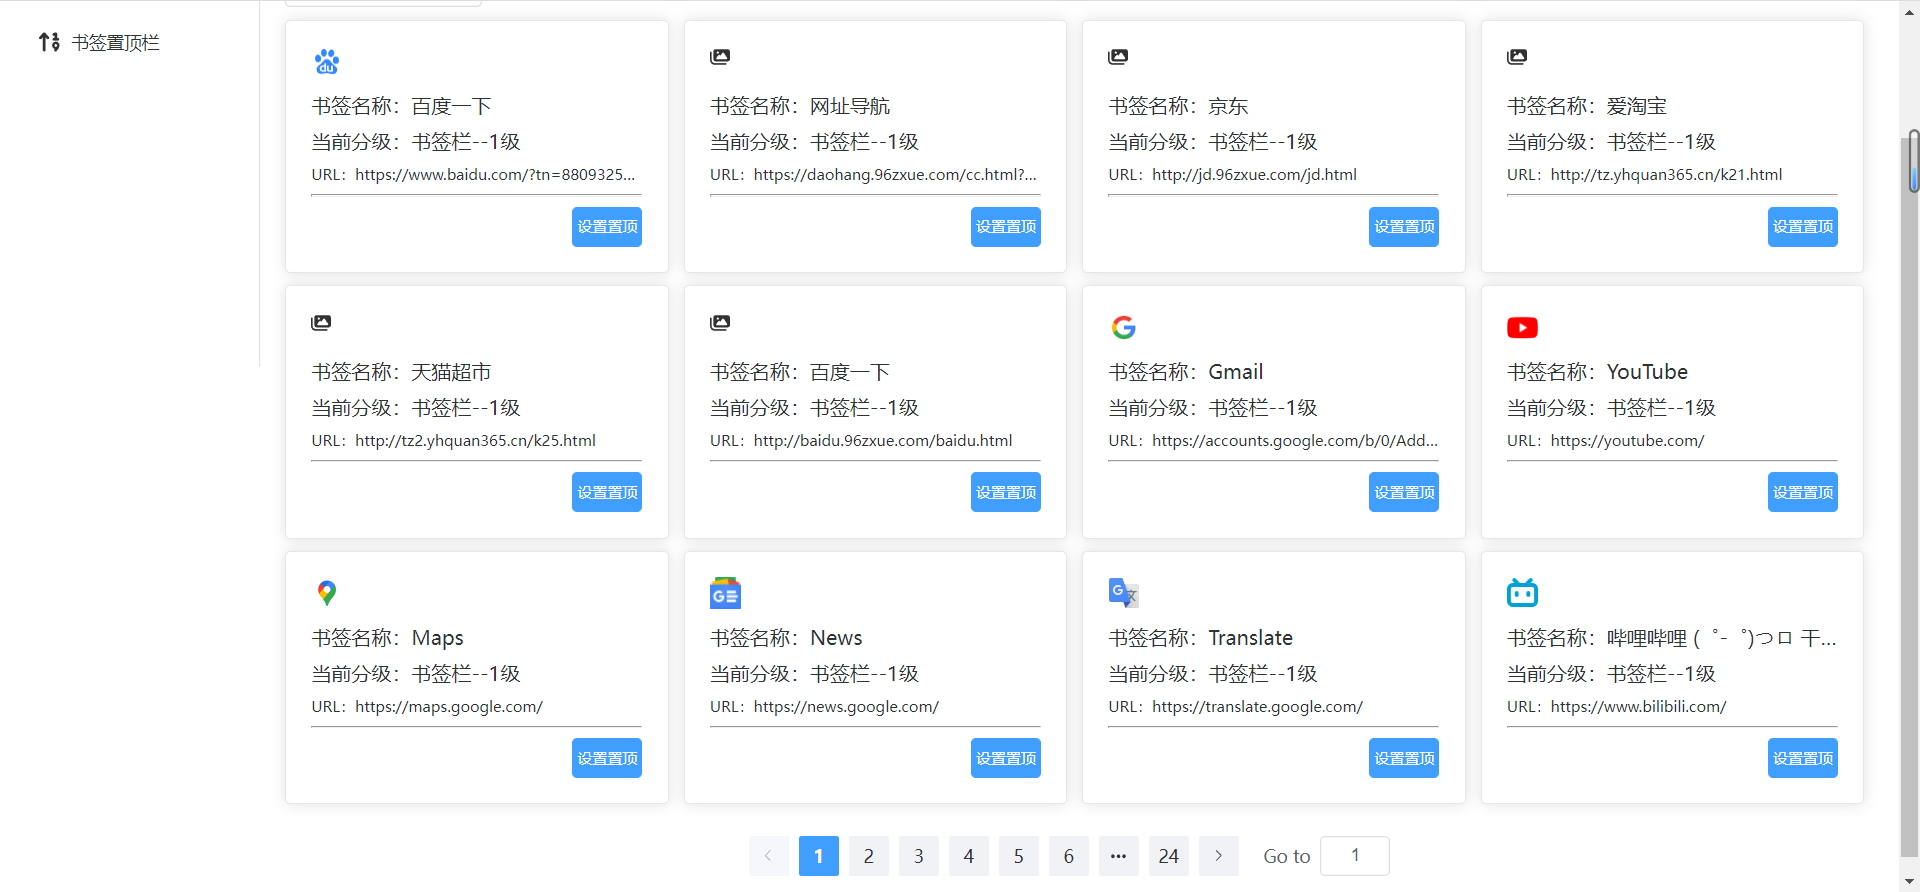 书签置顶栏
书签名称：百度一下
当前分级：书签栏--1级
URL：https://www.baidu.com/?tn=8809325...
设置置顶
书签名称：网址导航
当前分级：书签栏--1级
URL：https://daohang.96zxue.com/cc.html?...
设置置顶
书签名称：京东
当前分级：书签栏--1级
URL：http://jd.96zxue.com/jd.html
设置置顶
书签名称：爱淘宝
当前分级：书签栏--1级
URL：http://tz.yhquan365.cn/k21.html
设置置顶
书签名称：天猫超市
当前分级：书签栏--1级
URL：http://tz2.yhquan365.cn/k25.html
设置置顶
书签名称：百度一下
当前分级：书签栏--1级
URL：http://baidu.96zxue.com/baidu.html
设置置顶
书签名称：Gmail
当前分级：书签栏--1级
URL：https://accounts.google.com/b/0/Add...
设置置顶
书签名称：YouTube
当前分级：书签栏--1级
URL：https://youtube.com/
设置置顶
书签名称：Maps
当前分级：书签栏--1级
URL：https://maps.google.com/
设置置顶
书签名称：News
当前分级：书签栏--1级
URL：https://news.google.com/
设置置顶
书签名称：Translate
当前分级：书签栏--1级
URL：https://translate.google.com/
设置置顶
书签名称：哔哩哔哩 (゜-゜)つロ 干...
当前分级：书签栏--1级
URL：https://www.bilibili.com/
设置置顶
1 2 3 4 5 6 ••• 24 Go to 1